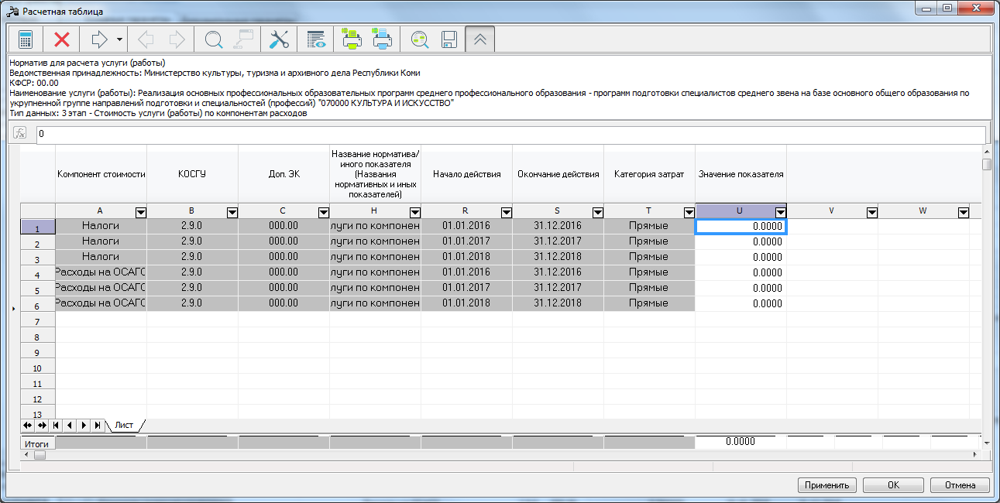 Расчетная таблица
Норматив для расчета услуги (работы)
Ведомственная принадлежность: Министерство культуры, туризма и архивного дела Республики Коми
КФСР: 00.00
Наименование услуги (работы): Реализация основных профессиональных образовательных программ среднего профессионального образования - программ подготовки специалистов среднего звена на базе основного общего образования по
укрупненной группе направлений подготовки и специальностей (профессий) "070000 КУЛЬТУРА И ИСКУССТВО"
Тип данных: 3 этап - Стоимость услуги (работы) по компонентам расходов
0
Компонент стоимости КОСГУ Доп. ЭК Название норматива/ иного показателя (Названия нормативных и иных показателей) Начало действия Окончание действия Категория затрат Значение показателя
A B C H R S T U V W
1 Налоги 2.9.0 000.00 луги по компонен 01.01.2016 31.12.2016 Прямые 0.0000
2 Налоги 2.9.0 000.00 луги по компонен 01.01.2017 31.12.2017 Прямые 0.0000
3 Налоги 2.9.0 000.00 луги по компонен 01.01.2018 31.12.2018 Прямые 0.0000
4 Расходы на ОСАГО 2.9.0 000.00 луги по компонен 01.01.2016 31.12.2016 Прямые 0.0000
5 Расходы на ОСАГО 2.9.0 000.00 луги по компонен 01.01.2017 31.12.2017 Прямые 0.0000
6 Расходы на ОСАГО 2.9.0 000.00 луги по компонен 01.01.2018 31.12.2018 Прямые 0.0000
7
8
9
10
11
12
13
Лист
Итоги 0.0000
Применить OK Отмена